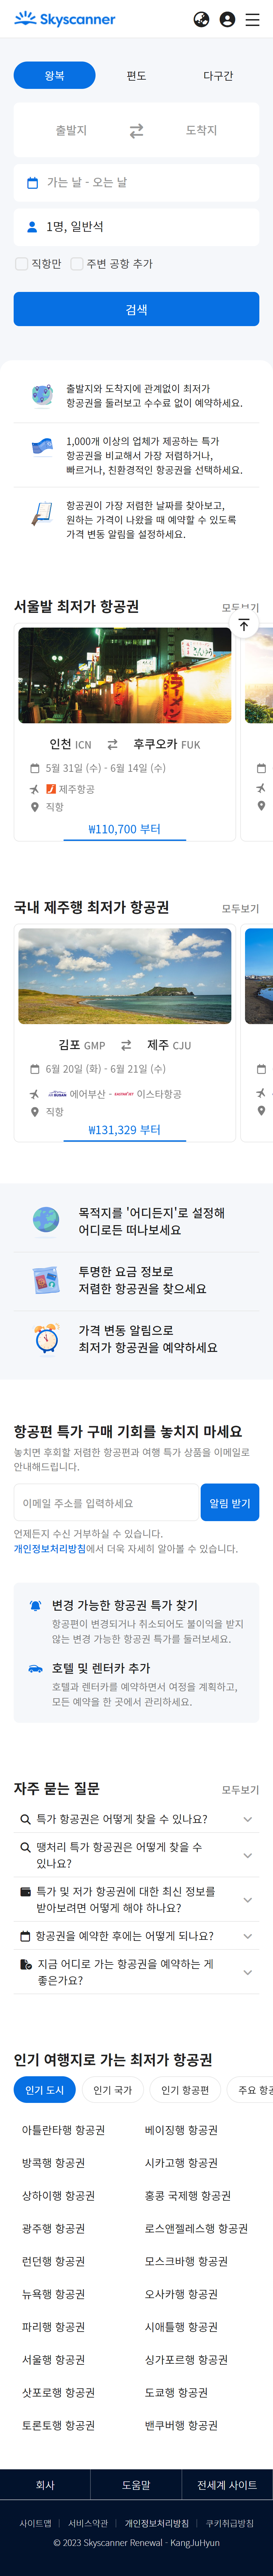 Skyscanner
왕복
편도
다구간
출발지
도착지
가는 날 - 오는 날
1명, 일반석
직항만
주변 공항 추가
검색
출발지와 도착지에 관계없이 최저가
항공권을 둘러보고 수수료 없이 예약하세요.
1,000개 이상의 업체가 제공하는 특가
항공권을 비교해서 가장 저렴하거나,
빠르거나, 친환경적인 항공권을 선택하세요.
항공권이 가장 저렴한 날짜를 찾아보고,
원하는 가격이 나왔을 때 예약할 수 있도록
가격 변동 알림을 설정하세요.
서울발 최저가 항공권
모두보기
인천 ICN
후쿠오카 FUK
5월 31일 (수) - 6월 14일 (수)
제주항공
직항
₩110,700 부터
국내 제주행 최저가 항공권
모두보기
김포 GMP
제주 CJU
6월 20일 (화) - 6월 21일 (수)
에어부산 - 이스타항공
직항
₩131,329 부터
목적지를 '어디든지'로 설정해
어디로든 떠나보세요
투명한 요금 정보로
저렴한 항공권을 찾으세요
가격 변동 알림으로
최저가 항공권을 예약하세요
항공편 특가 구매 기회를 놓치지 마세요
놓치면 후회할 저렴한 항공편과 여행 특가 상품을 이메일로
안내해드립니다.
이메일 주소를 입력하세요
알림 받기
언제든지 수신 거부하실 수 있습니다.
개인정보처리방침에서 더욱 자세히 알아볼 수 있습니다.
변경 가능한 항공권 특가 찾기
항공편이 변경되거나 취소되어도 불이익을 받지
않는 변경 가능한 항공권 특가를 둘러보세요.
호텔 및 렌터카 추가
호텔과 렌터카를 예약하면서 여정을 계획하고,
모든 예약을 한 곳에서 관리하세요.
자주 묻는 질문
모두보기
특가 항공권은 어떻게 찾을 수 있나요?
땡처리 특가 항공권은 어떻게 찾을 수
있나요?
특가 및 저가 항공권에 대한 최신 정보를
받아보려면 어떻게 해야 하나요?
항공권을 예약한 후에는 어떻게 되나요?
지금 어디로 가는 항공권을 예약하는 게
좋은가요?
인기 여행지로 가는 최저가 항공권
인기 도시
인기 국가
인기 항공편
주요 항공
아틀란타행 항공권
베이징행 항공권
방콕행 항공권
시카고행 항공권
상하이행 항공권
홍콩 국제행 항공권
광주행 항공권
로스앤젤레스행 항공권
런던행 항공권
모스크바행 항공권
뉴욕행 항공권
오사카행 항공권
파리행 항공권
시애틀행 항공권
서울행 항공권
싱가포르행 항공권
삿포로행 항공권
도쿄행 항공권
토론토행 항공권
밴쿠버행 항공권
회사
도움말
전세계 사이트
사이트맵
서비스약관
개인정보처리방침
쿠키취급방침
© 2023 Skyscanner Renewal - KangJuHyun